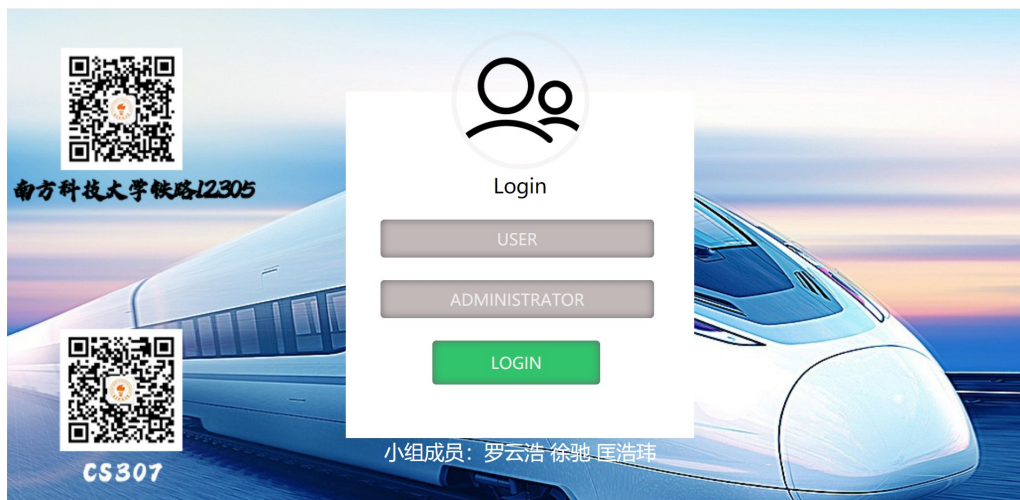 南方科技大学铁路12305
Login
USER
ADMINISTRATOR
LOGIN
CS307
小组成员：罗云浩 徐驰 匡浩玮